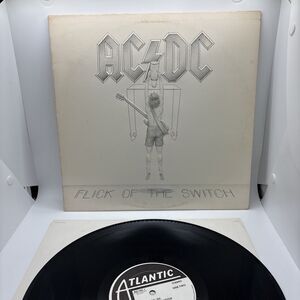 AC⚡DC
FLICK OF THE SWITCH
ATLANTIC